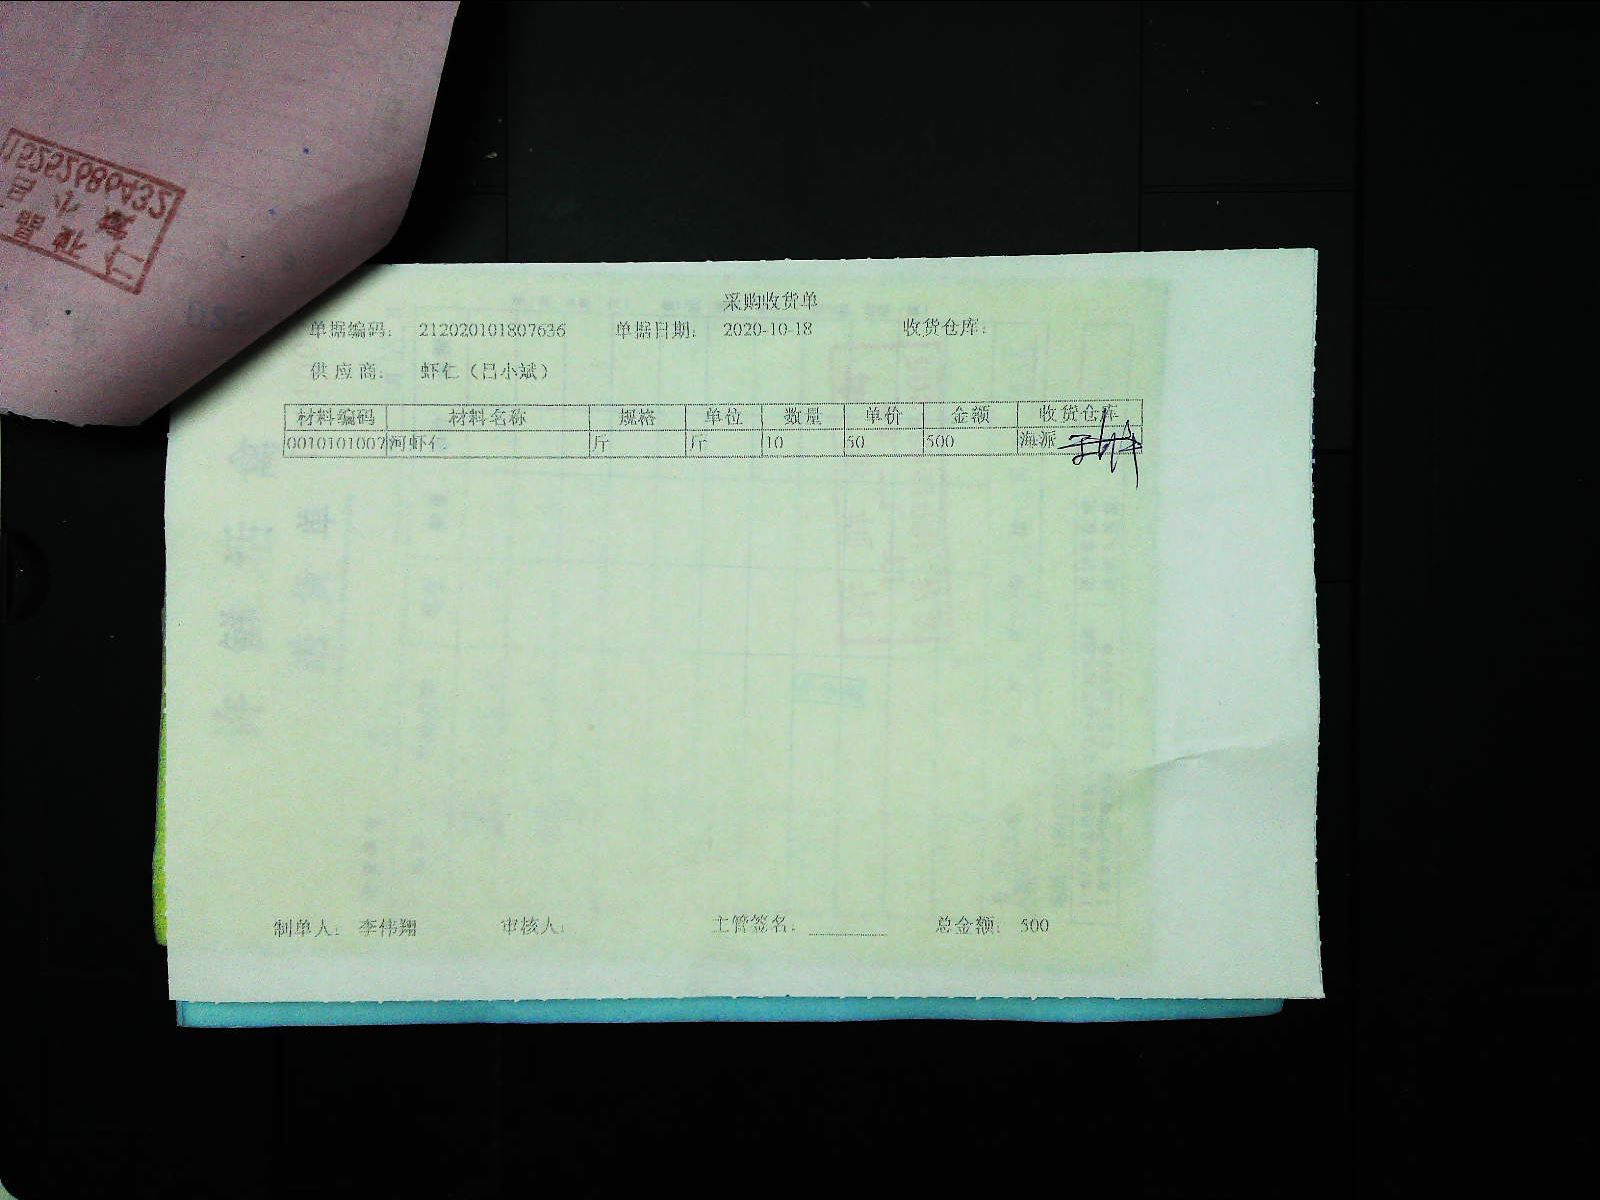 采购收货单
单据编码: 212020101807636 单据日期: 2020-10-18 收货仓库:
供应商: 虾仁(吕小斌)
材料编码 材料名称 规格 单位 数量 单价 金额 收货仓库
0010101007 河虾仁 斤 斤 10 50 500 海派
制单人: 李伟翔 审核人: 主管签名: ________ 总金额: 500